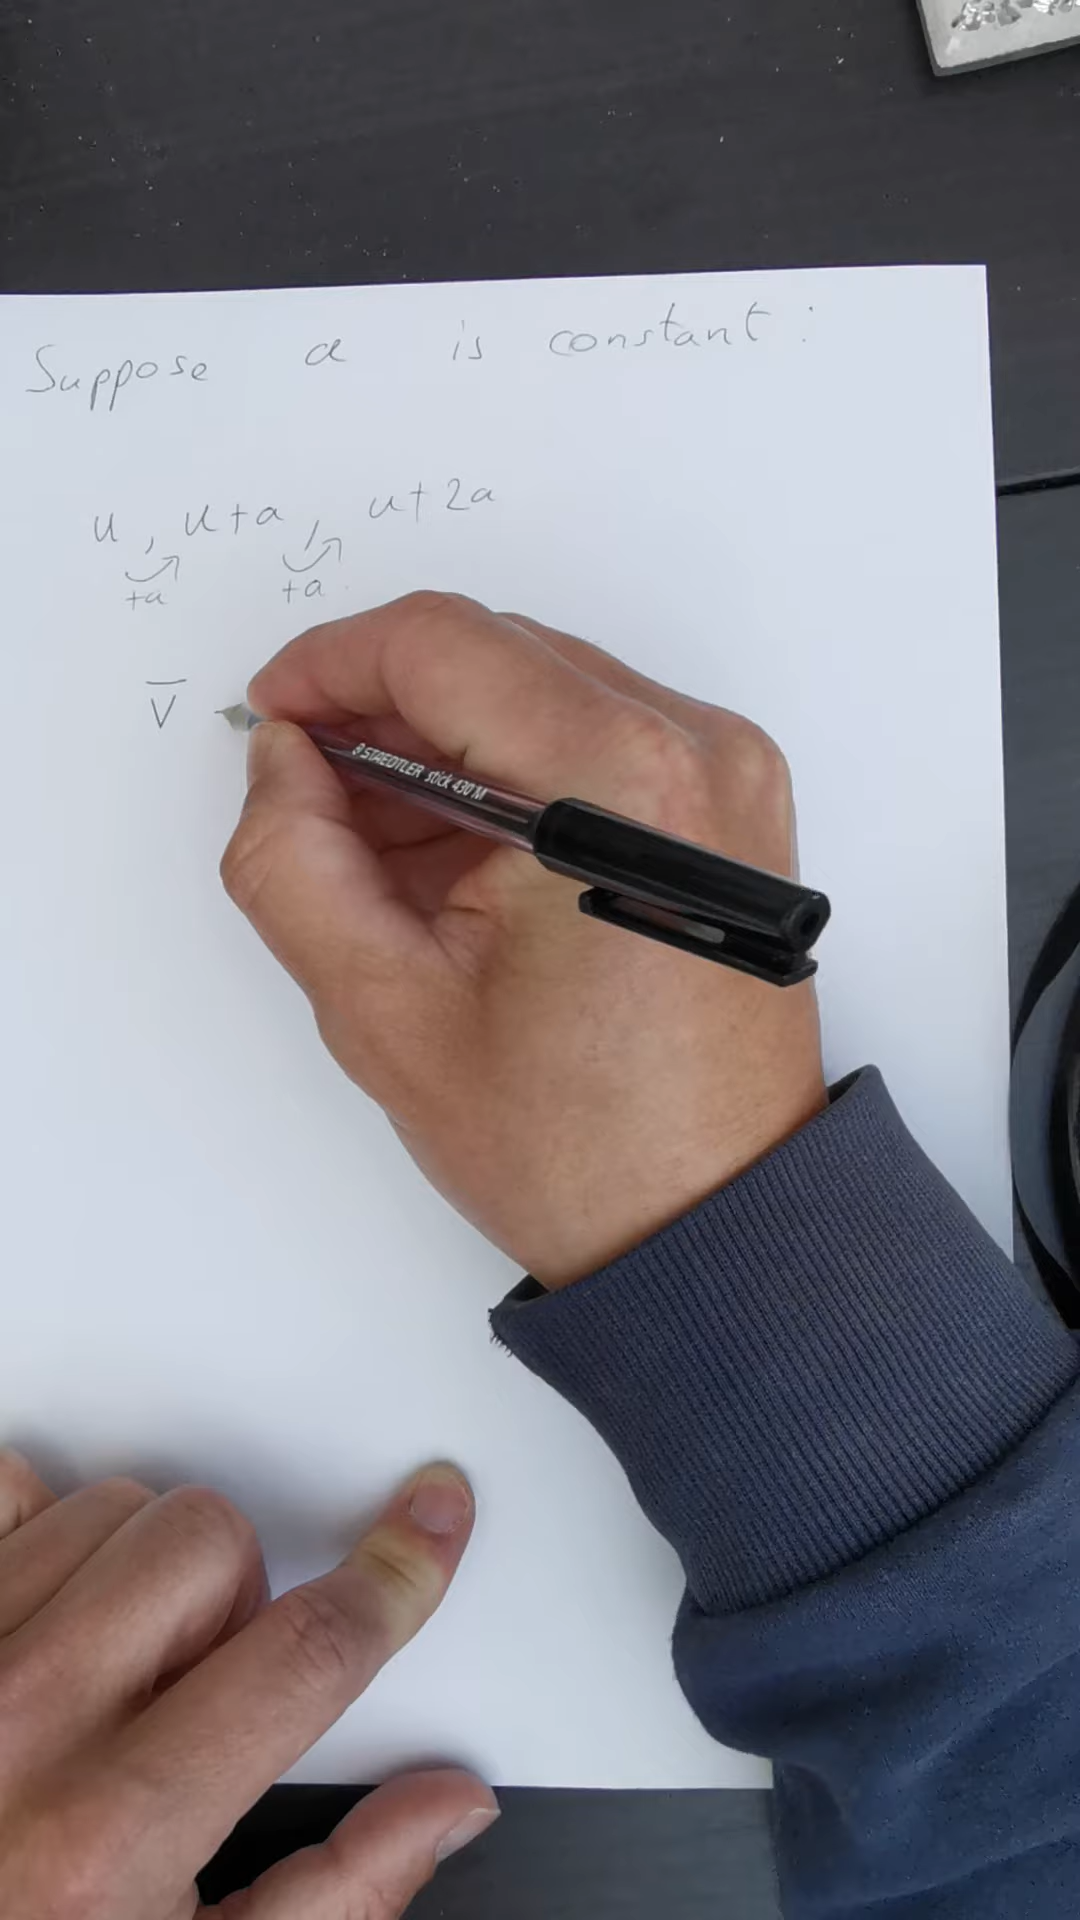 Suppose a is constant:
u, u+a, u+2a
+a +a
V̅
STAEDTLER stick 430 M